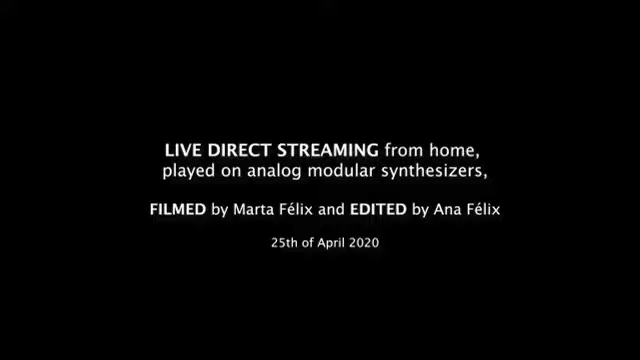 LIVE DIRECT STREAMING from home,
played on analog modular synthesizers,
FILMED by Marta Félix and EDITED by Ana Félix
25th of April 2020